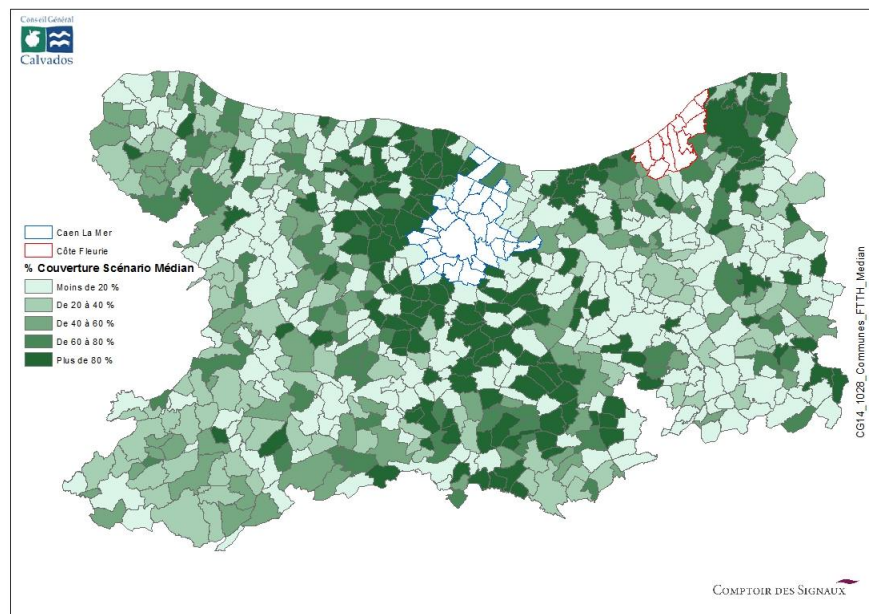 Conseil Général
Calvados
Caen La Mer
Côte Fleurie
% Couverture Scénario Médian
Moins de 20 %
De 20 à 40 %
De 40 à 60 %
De 60 à 80 %
Plus de 80 %
CG14_1028_Communes_FTTH_Median
COMPTOIR DES SIGNAUX